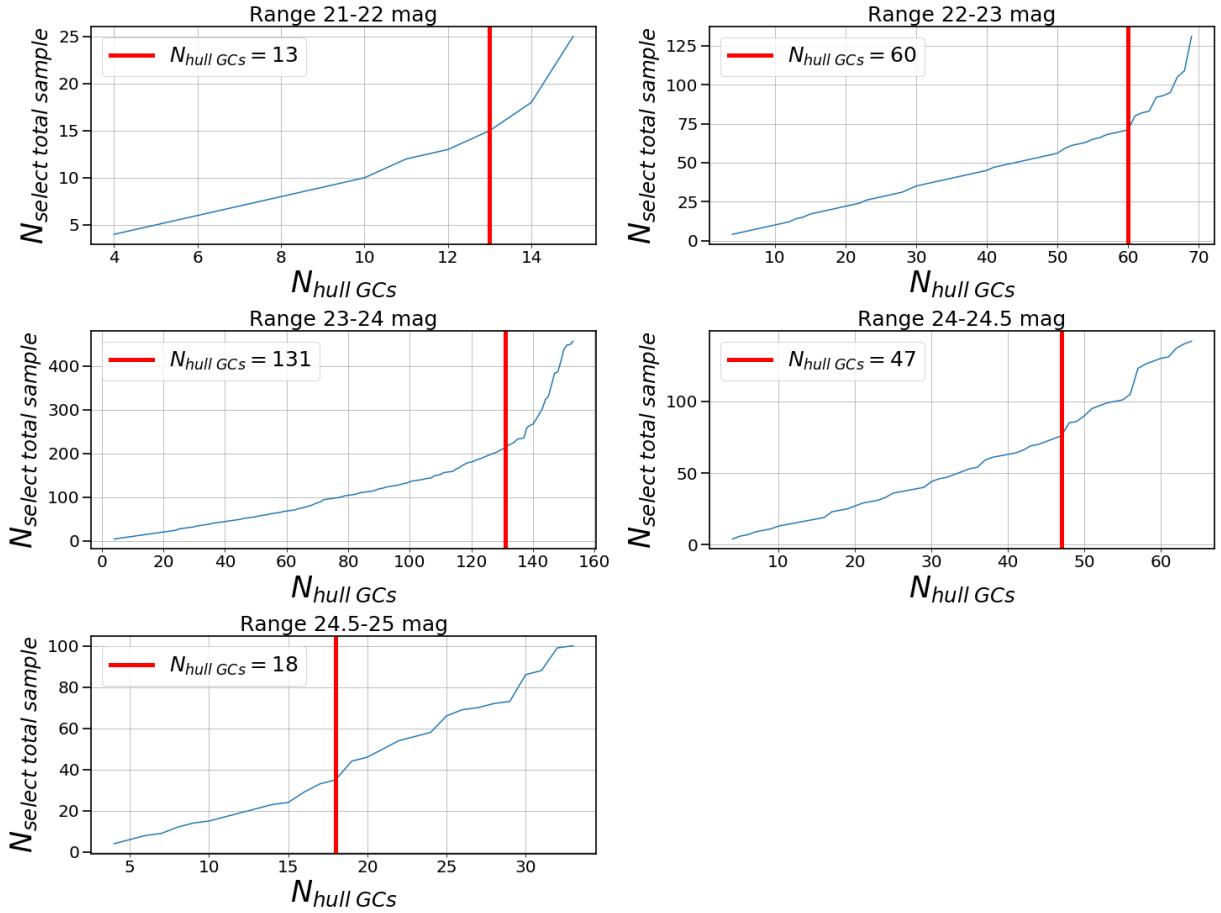 Range 21-22 mag
N_hull GCs = 13
N_select total sample
25
20
15
10
5
4 6 8 10 12 14
N_hull GCs
Range 22-23 mag
N_hull GCs = 60
N_select total sample
125
100
75
50
25
0
10 20 30 40 50 60 70
N_hull GCs
Range 23-24 mag
N_hull GCs = 131
N_select total sample
400
300
200
100
0
0 20 40 60 80 100 120 140 160
N_hull GCs
Range 24-24.5 mag
N_hull GCs = 47
N_select total sample
100
50
0
10 20 30 40 50 60
N_hull GCs
Range 24.5-25 mag
N_hull GCs = 18
N_select total sample
100
80
60
40
20
0
5 10 15 20 25 30
N_hull GCs